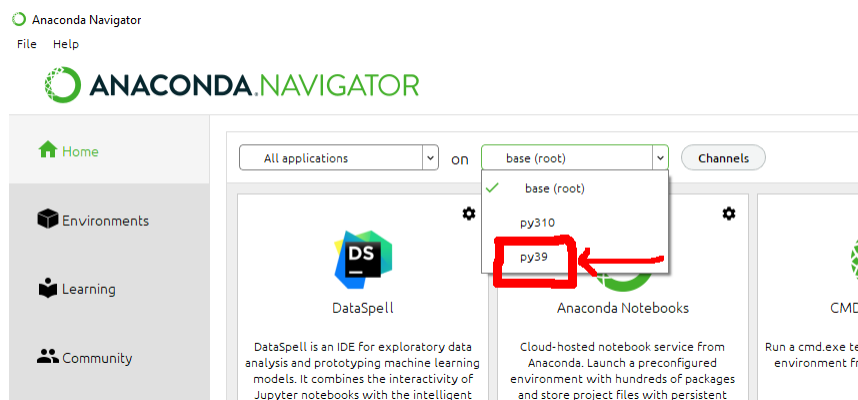 Anaconda Navigator
File Help
ANACONDA.NAVIGATOR
Home
All applications
on
base (root)
Channels
base (root)
py310
py39
Environments
Learning
Community
DS
DataSpell
DataSpell is an IDE for exploratory data
analysis and prototyping machine learning
models. It combines the interactivity of
Jupyter notebooks with the intelligent
Anaconda Notebooks
Cloud-hosted notebook service from
Anaconda. Launch a preconfigured
environment with hundreds of packages
and store project files with persistent
CMD
Run a cmd.exe te
environment f